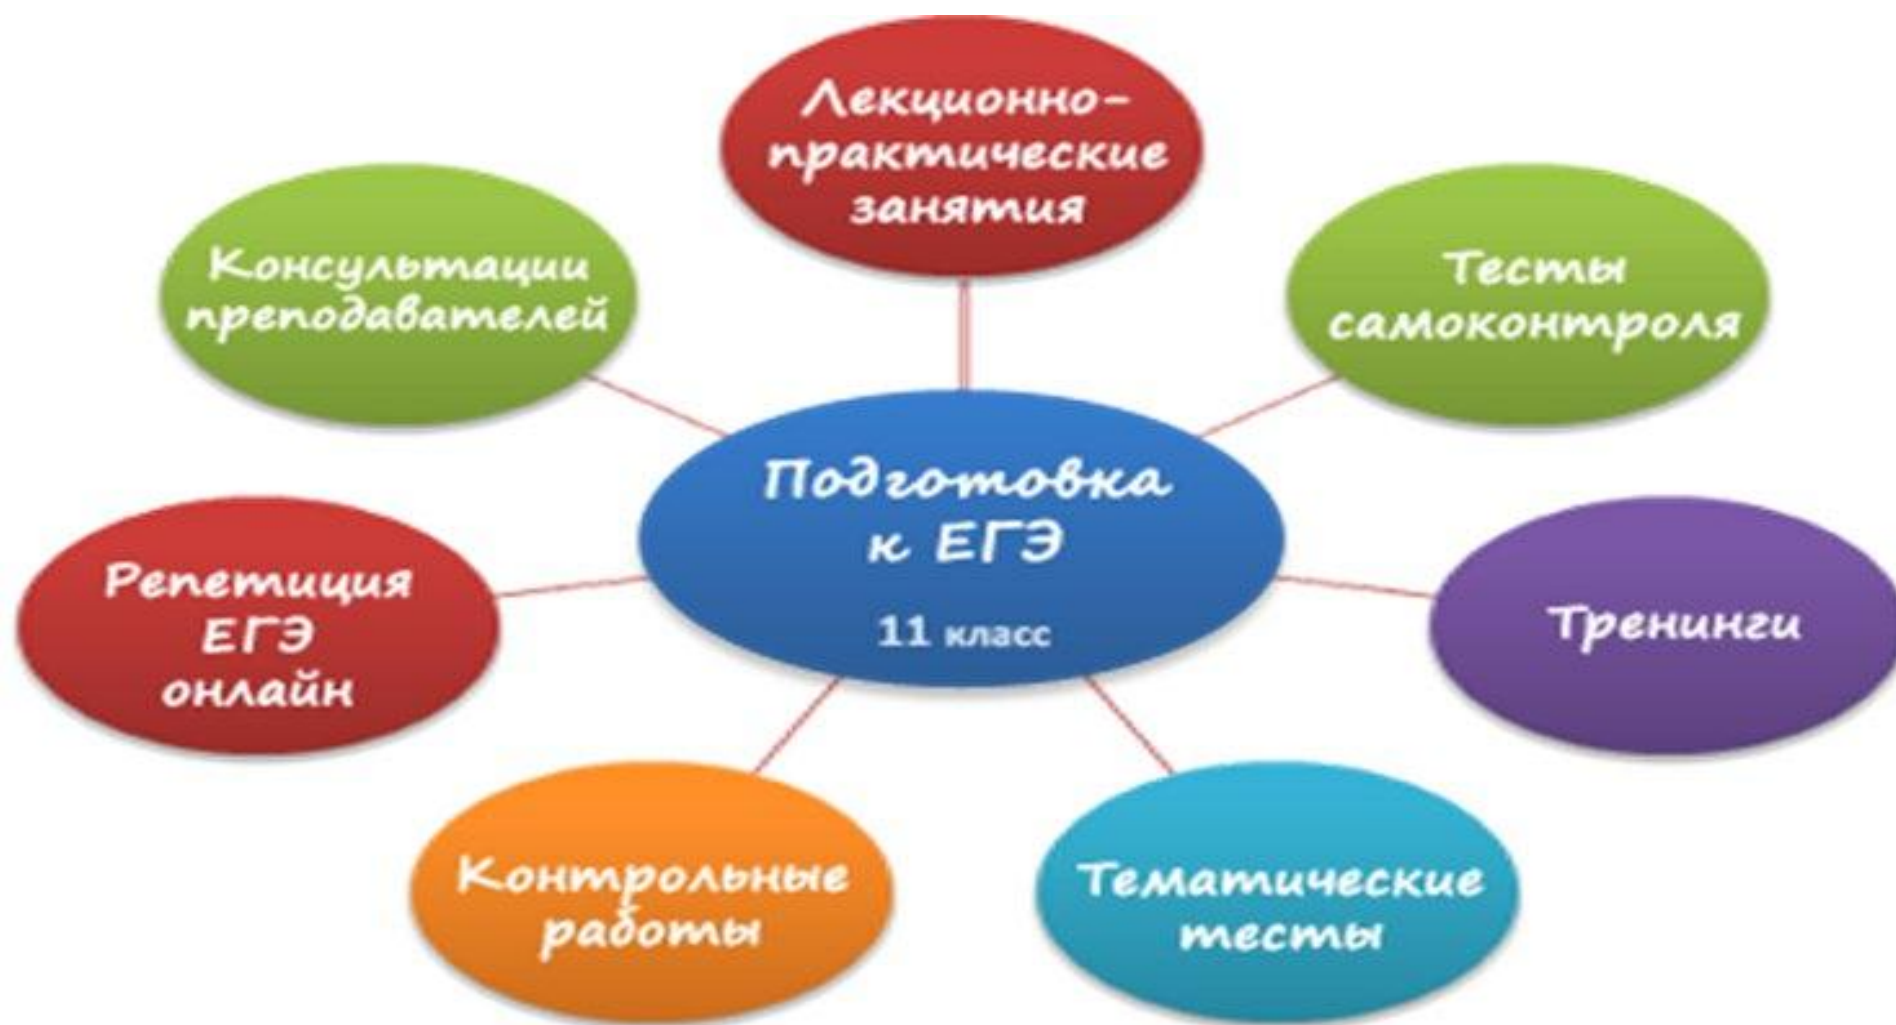 Лекционно-
практические
занятия
Консультации
преподавателей
Тесты
самоконтроля
Подготовка
к ЕГЭ
11 класс
Репетиция
ЕГЭ
онлайн
Тренинги
Контрольные
работы
Тематические
тесты